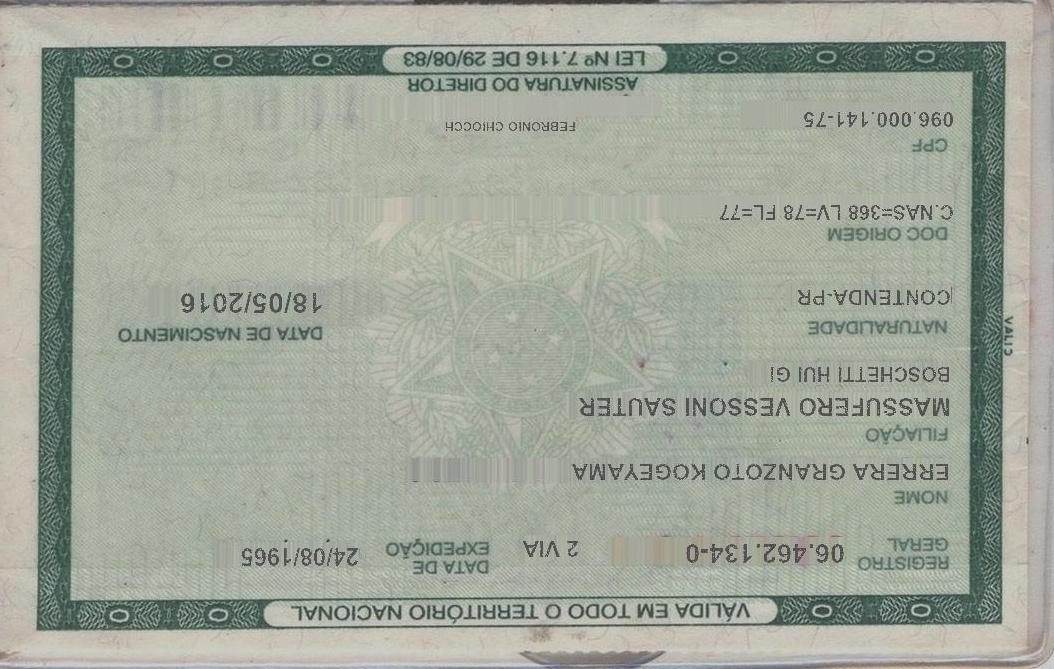 VÁLIDA EM TODO O TERRITÓRIO NACIONAL
REGISTRO GERAL 06.462.134-0 2 VIA DATA DE EXPEDIÇÃO 24/08/1965
NOME
ERRERA GRANZOTO KOGEYAMA
FILIAÇÃO
MASSUFERO VESSONI SAUTER
BOSCHETTI HUI GI
NATURALIDADE DATA DE NASCIMENTO
CONTENDA-PR 18/05/2016
DOC ORIGEM
C.NAS=368 LV=78 FL=77
CPF
096.000.141-75
FEBRONIO CHIOCCH
ASSINATURA DO DIRETOR
LEI Nº 7.116 DE 29/08/83